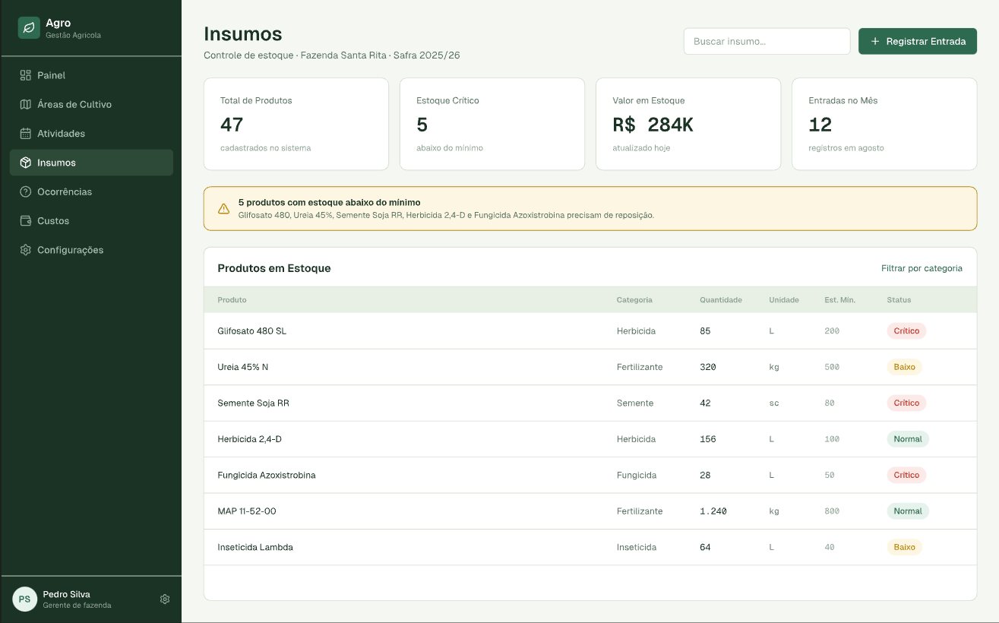 Agro
Gestão Agrícola
Painel
Áreas de Cultivo
Atividades
Insumos
Ocorrências
Custos
Configurações
PS
Pedro Silva
Gerente de fazenda
Insumos
Controle de estoque · Fazenda Santa Rita · Safra 2025/26
Buscar insumo...
+ Registrar Entrada
Total de Produtos
47
cadastrados no sistema
Estoque Crítico
5
abaixo do mínimo
Valor em Estoque
R$ 284K
atualizado hoje
Entradas no Mês
12
registros em agosto
5 produtos com estoque abaixo do mínimo
Glifosato 480, Ureia 45%, Semente Soja RR, Herbicida 2,4-D e Fungicida Azoxistrobina precisam de reposição.
Produtos em Estoque Filtrar por categoria
Produto Categoria Quantidade Unidade Est. Mín. Status
Glifosato 480 SL Herbicida 85 L 200 Crítico
Ureia 45% N Fertilizante 320 kg 500 Baixo
Semente Soja RR Semente 42 sc 80 Crítico
Herbicida 2,4-D Herbicida 156 L 100 Normal
Fungicida Azoxistrobina Fungicida 28 L 50 Crítico
MAP 11-52-00 Fertilizante 1.240 kg 800 Normal
Inseticida Lambda Inseticida 64 L 40 Baixo